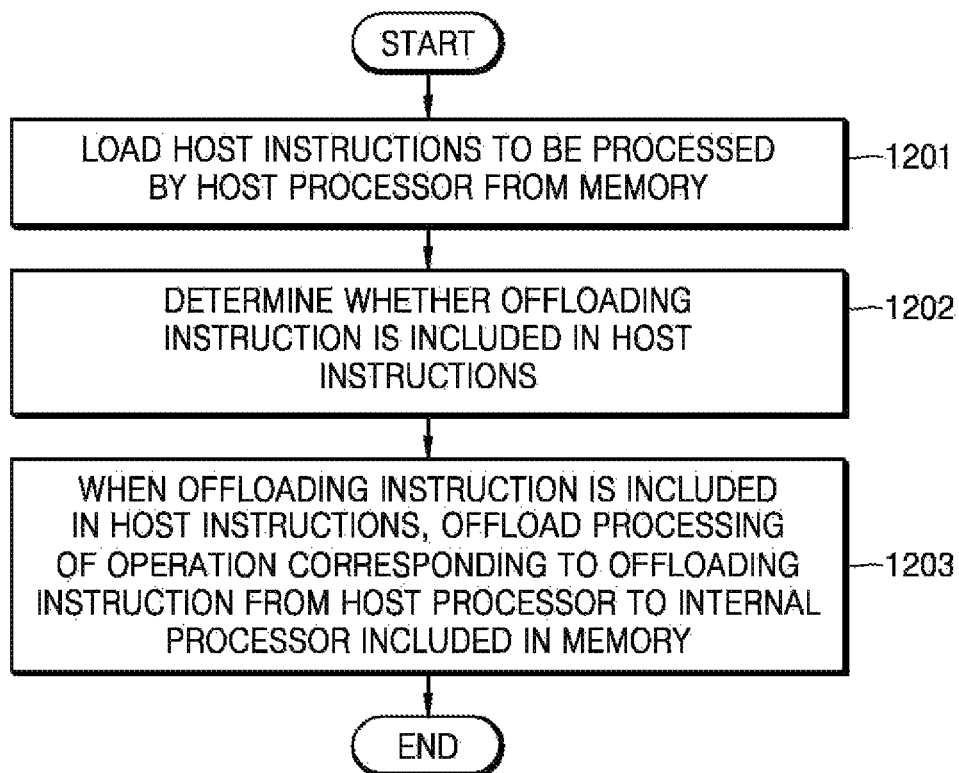 START
LOAD HOST INSTRUCTIONS TO BE PROCESSED
BY HOST PROCESSOR FROM MEMORY
1201
DETERMINE WHETHER OFFLOADING
INSTRUCTION IS INCLUDED IN HOST
INSTRUCTIONS
1202
WHEN OFFLOADING INSTRUCTION IS INCLUDED
IN HOST INSTRUCTIONS, OFFLOAD PROCESSING
OF OPERATION CORRESPONDING TO OFFLOADING
INSTRUCTION FROM HOST PROCESSOR TO INTERNAL
PROCESSOR INCLUDED IN MEMORY
1203
END